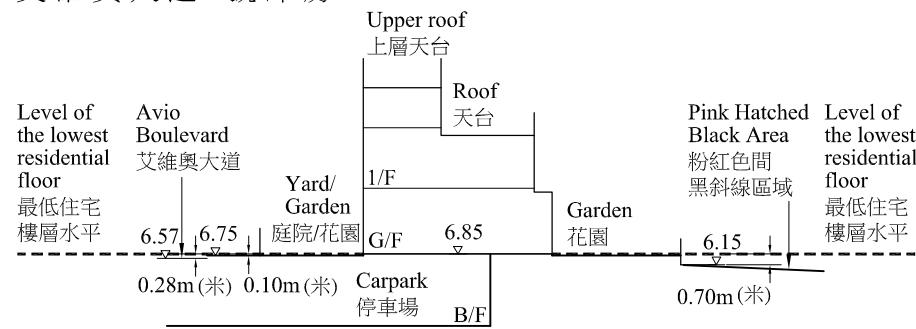 Upper roof
上層天台
Roof
天台
Level of
the lowest
residential
floor
最低住宅
樓層水平
Avio
Boulevard
艾維奧大道
Yard/
Garden
庭院/花園
1/F
G/F
6.57
6.75
6.85
0.28m (米)
0.10m (米)
Carpark
停車場
B/F
Garden
花園
Pink Hatched
Black Area
粉紅色間
黑斜線區域
6.15
0.70m (米)
Level of
the lowest
residential
floor
最低住宅
樓層水平